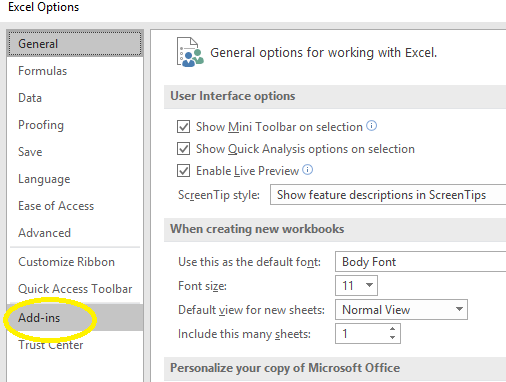 Excel Options
General
Formulas
Data
Proofing
Save
Language
Ease of Access
Advanced
Customize Ribbon
Quick Access Toolbar
Add-ins
Trust Center
General options for working with Excel.
User Interface options
Show Mini Toolbar on selection
Show Quick Analysis options on selection
Enable Live Preview
ScreenTip style: Show feature descriptions in ScreenTips
When creating new workbooks
Use this as the default font: Body Font
Font size: 11
Default view for new sheets: Normal View
Include this many sheets: 1
Personalize your copy of Microsoft Office